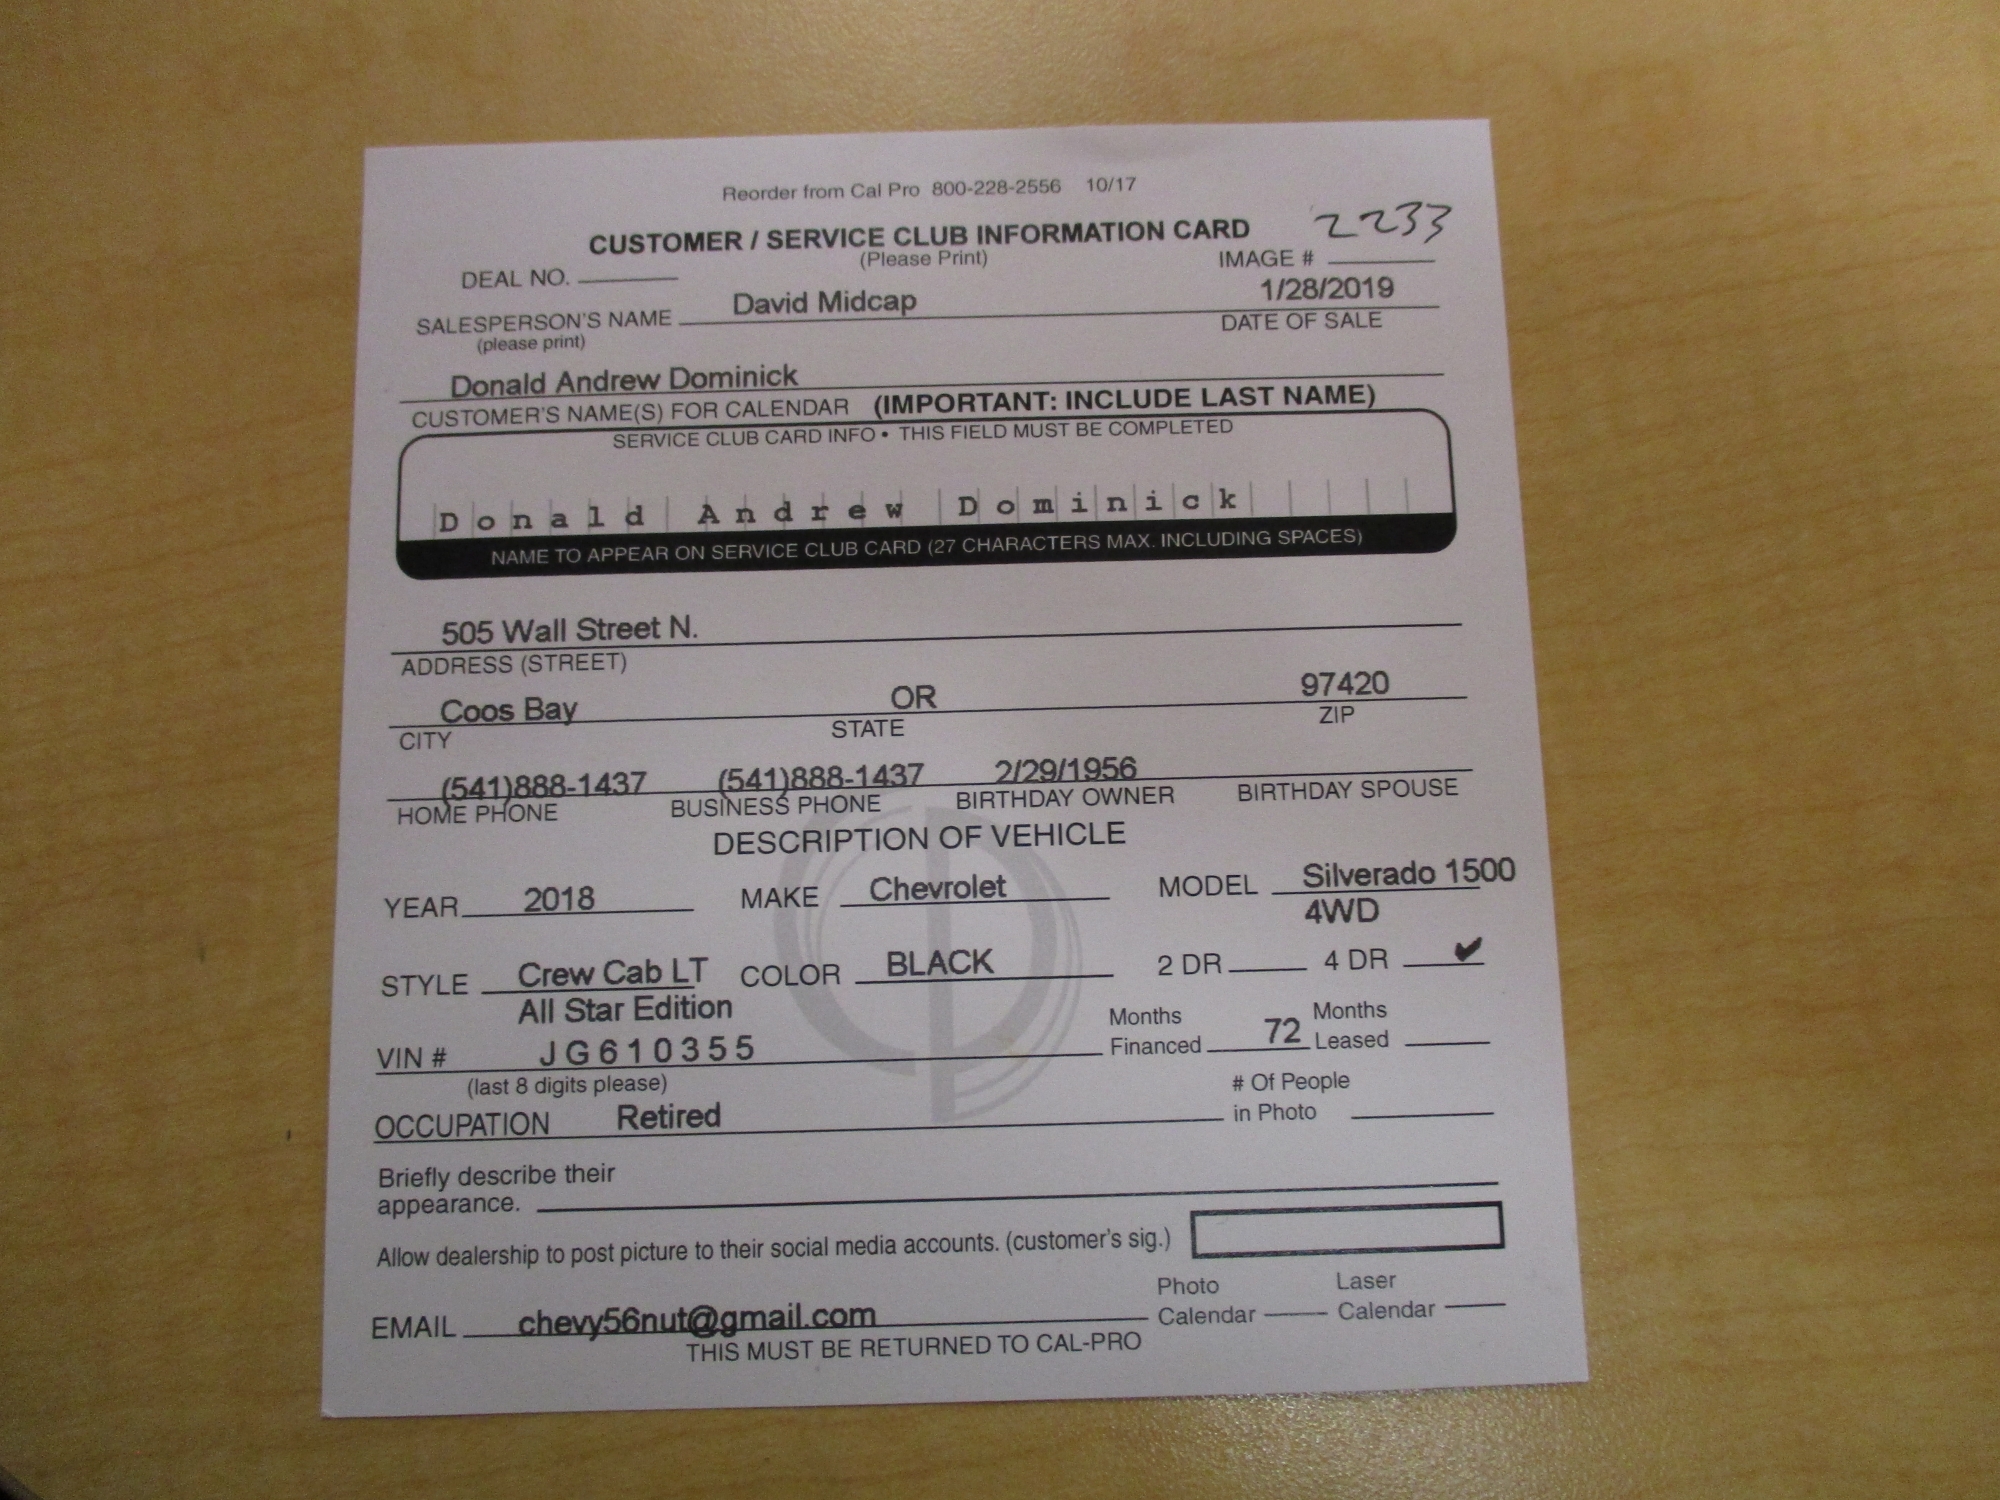 Reorder from Cal Pro 800-228-2556 10/17
2233
CUSTOMER / SERVICE CLUB INFORMATION CARD
(Please Print)
DEAL NO. IMAGE #
SALESPERSON'S NAME David Midcap 1/28/2019
(please print) DATE OF SALE
Donald Andrew Dominick
CUSTOMER'S NAME(S) FOR CALENDAR (IMPORTANT: INCLUDE LAST NAME)
SERVICE CLUB CARD INFO • THIS FIELD MUST BE COMPLETED
Donald Andrew Dominick
NAME TO APPEAR ON SERVICE CLUB CARD (27 CHARACTERS MAX. INCLUDING SPACES)
505 Wall Street N.
ADDRESS (STREET)
Coos Bay OR 97420
CITY STATE ZIP
(541)888-1437 (541)888-1437 2/29/1956
HOME PHONE BUSINESS PHONE BIRTHDAY OWNER BIRTHDAY SPOUSE
DESCRIPTION OF VEHICLE
YEAR 2018 MAKE Chevrolet MODEL Silverado 1500
4WD
STYLE Crew Cab LT COLOR BLACK 2 DR 4 DR ✔
All Star Edition
Months Months
VIN # JG610355 Financed 72 Leased
(last 8 digits please) # Of People
OCCUPATION Retired in Photo
Briefly describe their
appearance.
Allow dealership to post picture to their social media accounts. (customer's sig.)
Photo Laser
EMAIL chevy56nut@gmail.com Calendar Calendar
THIS MUST BE RETURNED TO CAL-PRO